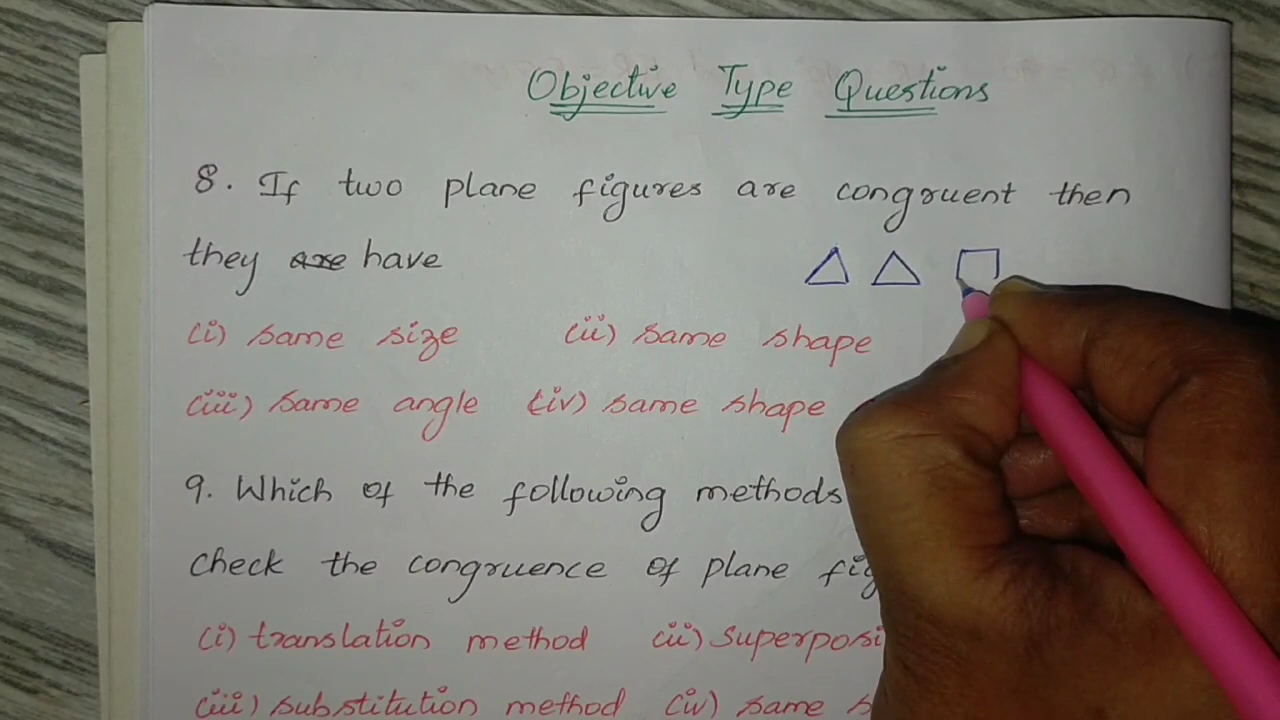 Objective Type Questions
8. If two plane figures are congruent then
they are have
(i) same size (ii) same shape
(iii) same angle (iv) same shape
9. Which of the following methods
check the congruence of plane
(i) translation method (ii)
(iii) substitution method (iv) same